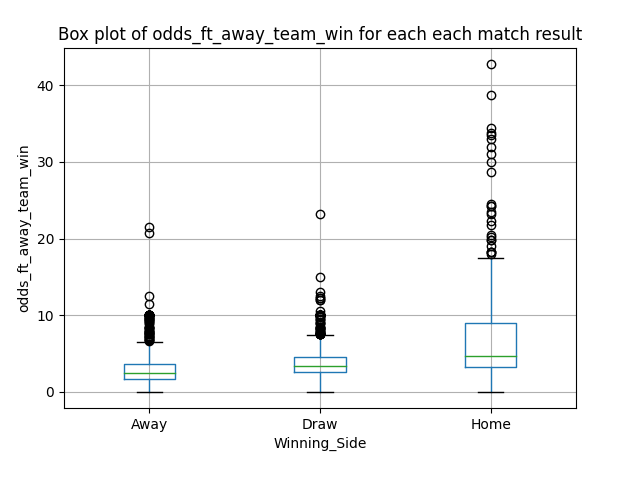 Box plot of odds_ft_away_team_win for each each match result
odds_ft_away_team_win
40
30
20
10
0
Away
Draw
Home
Winning_Side